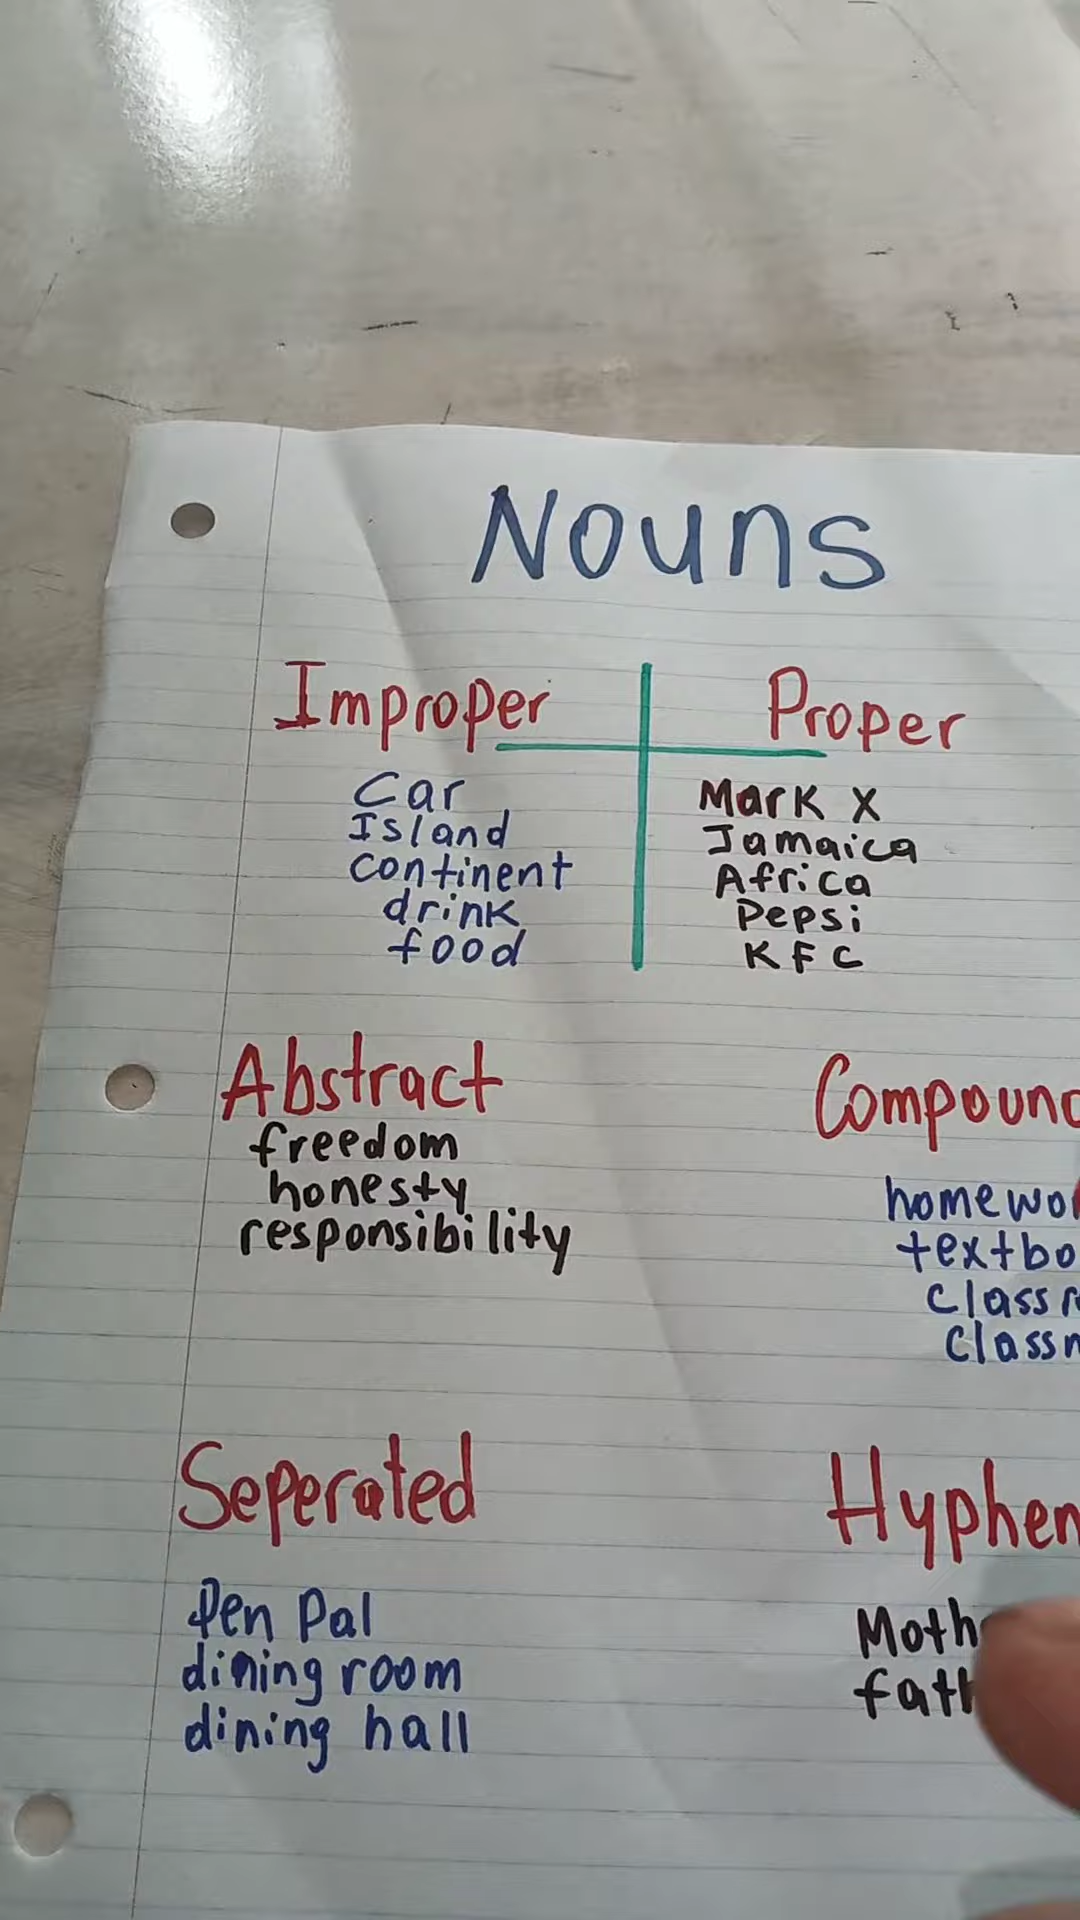 Nouns
Improper
Proper
Car
Island
continent
drink
food
Mark X
Jamaica
Africa
Pepsi
KFC
Abstract
freedom
honesty
responsibility
Compound
Seperated
Pen Pal
dining room
dining hall